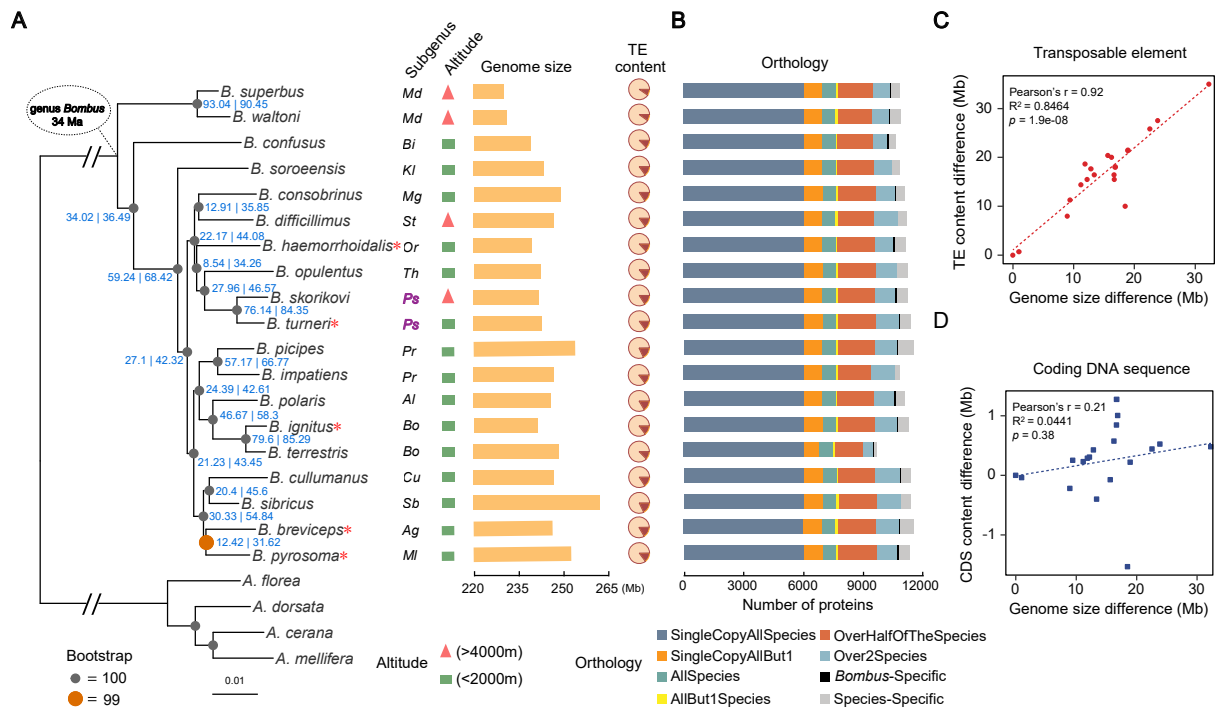 A
Subgenus
Altitude
Genome size
TE
content
genus Bombus
34 Ma
B. superbus
Md
93.04 | 90.45
B. waltoni
Md
B. confusus
Bi
B. soroeensis
Kl
B. consobrinus
Mg
12.91 | 35.85
34.02 | 36.49
B. difficillimus
St
22.17 | 44.08
B. haemorrhoidalis*
Or
8.54 | 34.26
59.24 | 68.42
B. opulentus
Th
27.96 | 46.57
B. skorikovi
Ps
76.14 | 84.35
B. turneri*
Ps
27.1 | 42.32
B. picipes
Pr
57.17 | 66.77
B. impatiens
Pr
24.39 | 42.61
B. polaris
Al
46.67 | 58.3
B. ignitus*
Bo
79.6 | 85.29
B. terrestris
Bo
21.23 | 43.45
B. cullumanus
Cu
20.4 | 45.6
B. sibricus
Sb
30.33 | 54.84
B. breviceps*
Ag
12.42 | 31.62
B. pyrosoma*
Ml
A. florea
A. dorsata
A. cerana
A. mellifera
220 235 250 265 (Mb)
Bootstrap
= 100
= 99
0.01
Altitude
(>4000m)
(<2000m)
B
Orthology
0 3000 6000 9000 12000
Number of proteins
Orthology
SingleCopyAllSpecies
SingleCopyAllBut1
AllSpecies
AllBut1Species
OverHalfOfTheSpecies
Over2Species
Bombus-Specific
Species-Specific
C
Transposable element
Pearson's r = 0.92
R² = 0.8464
p = 1.9e-08
TE content difference (Mb)
30
20
10
0
0 10 20 30
Genome size difference (Mb)
D
Coding DNA sequence
Pearson's r = 0.21
R² = 0.0441
p = 0.38
CDS content difference (Mb)
1
0
-1
0 10 20 30
Genome size difference (Mb)